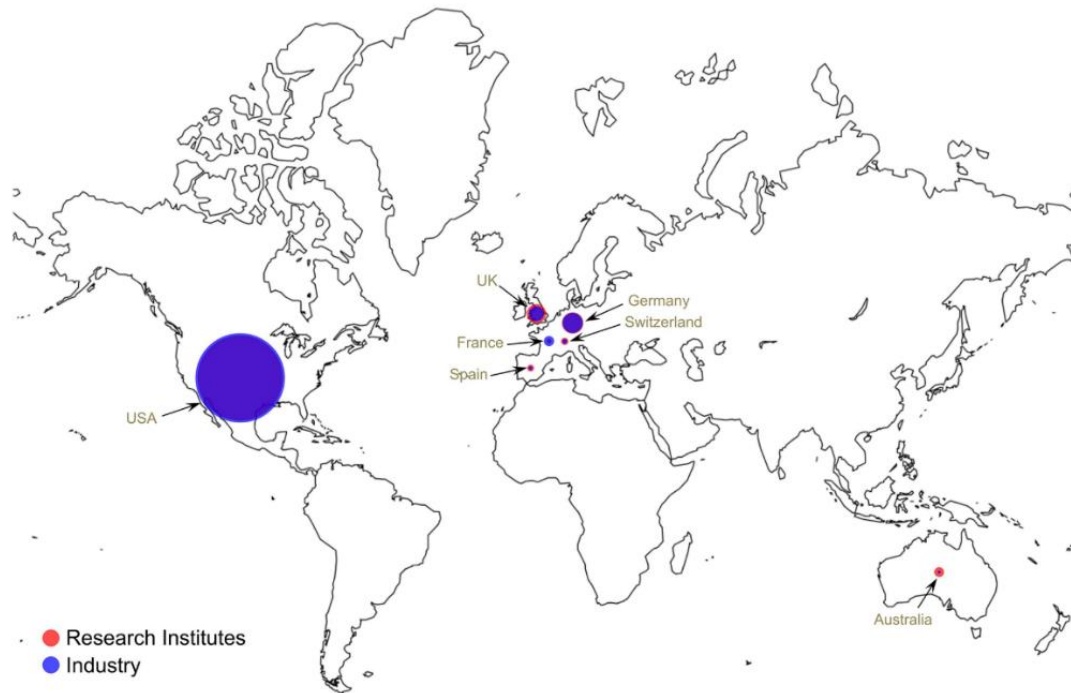 UK
Germany
Switzerland
France
Spain
USA
Australia
Research Institutes
Industry